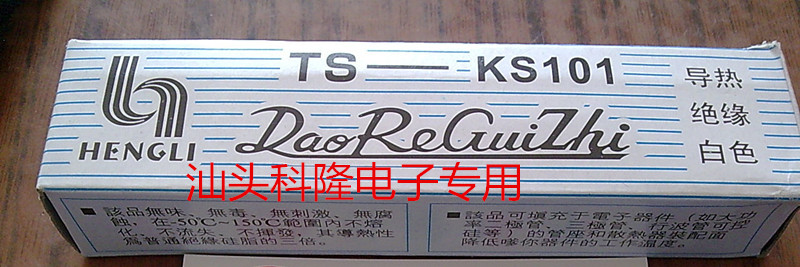 TS — KS101
导热
绝缘
白色
HENGLI
DaoReGuiZhi
汕头科隆电子专用
■該品無味、無毒、無刺激、無腐
蝕，在-50℃～150℃範圍內不熔
化、不流失、不揮發，其導熱性
為普通絕緣硅脂的三倍。
■該品可填充于電子器件（如大功
率二極管、三極管、行波管可控
硅等）的管座和散熱器裝配面
降低嗲你器件的工作溫度。